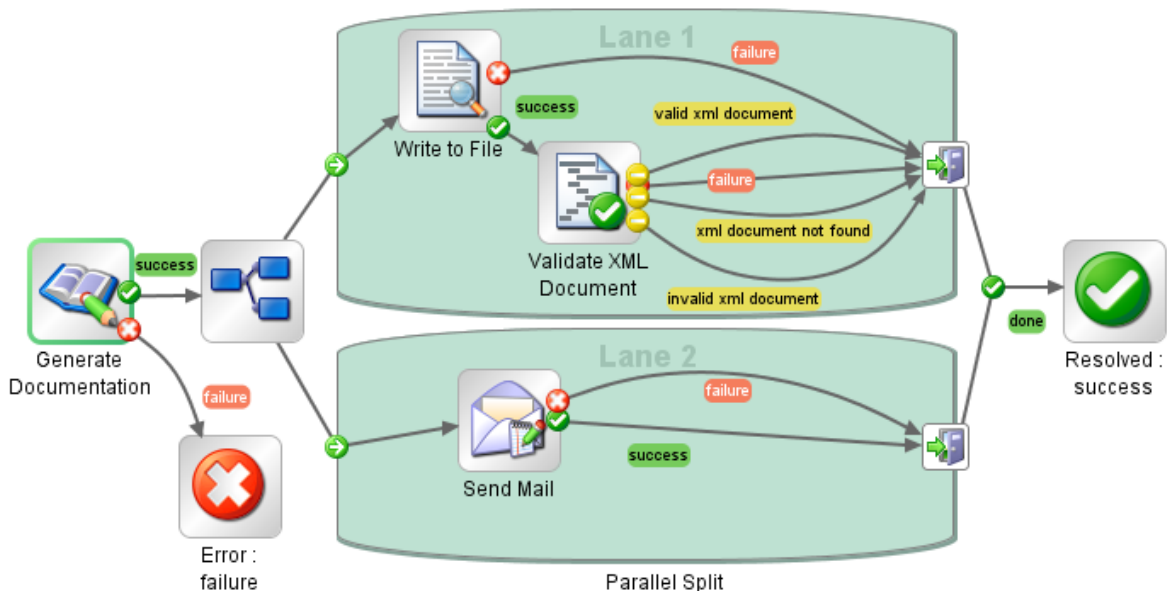 Lane 1
failure
success
valid xml document
Write to File
failure
xml document not found
Validate XML
Document
invalid xml document
success
Generate
Documentation
failure
Error :
failure
Lane 2
failure
success
Send Mail
Parallel Split
done
Resolved :
success